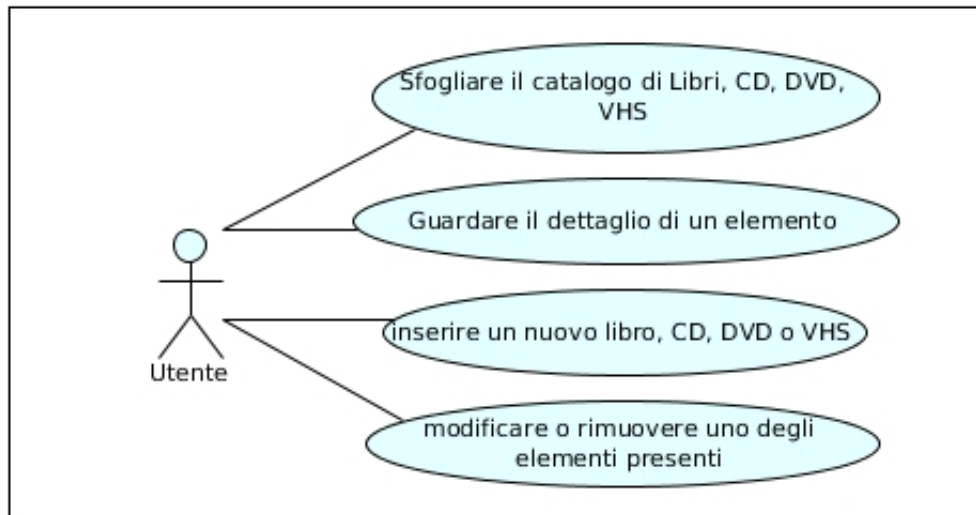 Sfogliare il catalogo di Libri, CD, DVD,
VHS
Guardare il dettaglio di un elemento
inserire un nuovo libro, CD, DVD o VHS
Utente
modificare o rimuovere uno degli
elementi presenti